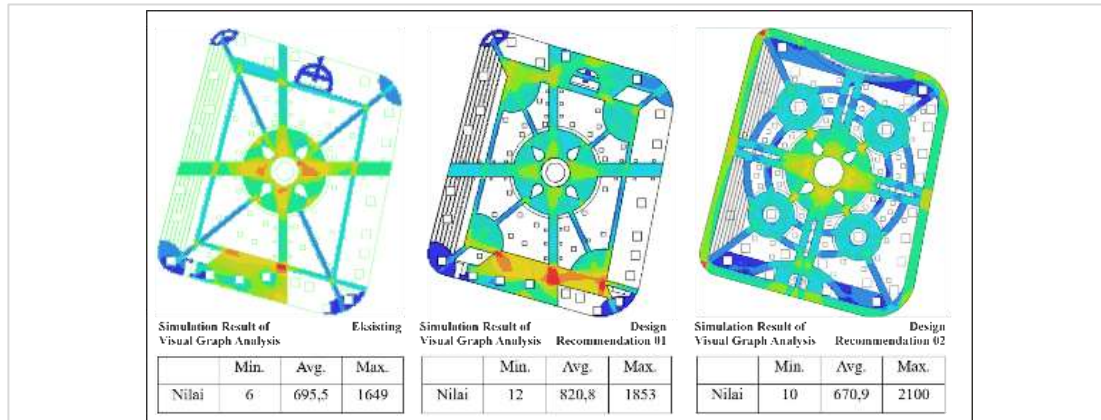 Simulation Result of Eksisting
Visual Graph Analysis
Min. Avg. Max.
Nilai 6 695,5 1649
Simulation Result of Design
Visual Graph Analysis Recommendation 01
Min. Avg. Max.
Nilai 12 820,8 1853
Simulation Result of Design
Visual Graph Analysis Recommendation 02
Min. Avg. Max.
Nilai 10 670,9 2100